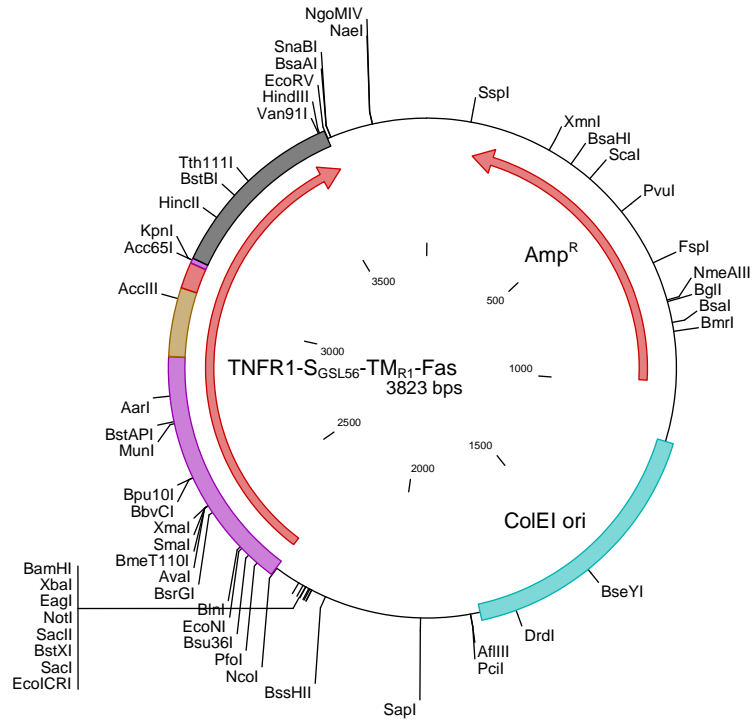 NgoMIV
NaeI
SnaBI
BsaAI
EcoRV
HindIII
Van91I
Tth111I
BstBI
HincII
KpnI
Acc65I
AccIII
AarI
BstAPI
MunI
Bpu10I
BbvCI
XmaI
SmaI
BmeT110I
AvaI
BsrGI
BlnI
EcoNI
Bsu36I
PfoI
NcoI
BamHI
XbaI
EagI
NotI
SacII
BstXI
SacI
EcoICRI
BssHII
SapI
AflIII
PciI
DrdI
BseYI
ColEI ori
SspI
XmnI
BsaHI
ScaI
PvuI
FspI
NmeAIII
BglI
BsaI
BmrI
AmpR
500
1000
1500
2000
2500
3000
3500
TNFR1-SGSL56-TMR1-Fas
3823 bps